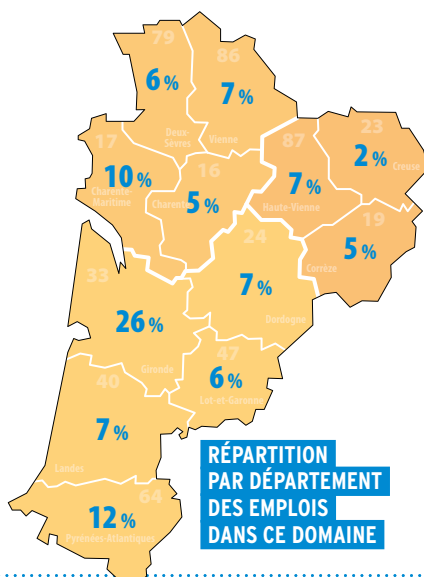 79
6 %
Deux-
Sèvres
86
7 %
Vienne
17
10 %
Charente-
Maritime
16
5 %
Charente
87
7 %
Haute-Vienne
23
2 %
Creuse
19
5 %
Corrèze
24
7 %
Dordogne
33
26 %
Gironde
47
6 %
Lot-et-Garonne
40
7 %
Landes
64
12 %
Pyrénées-Atlantiques
RÉPARTITION
PAR DÉPARTEMENT
DES EMPLOIS
DANS CE DOMAINE